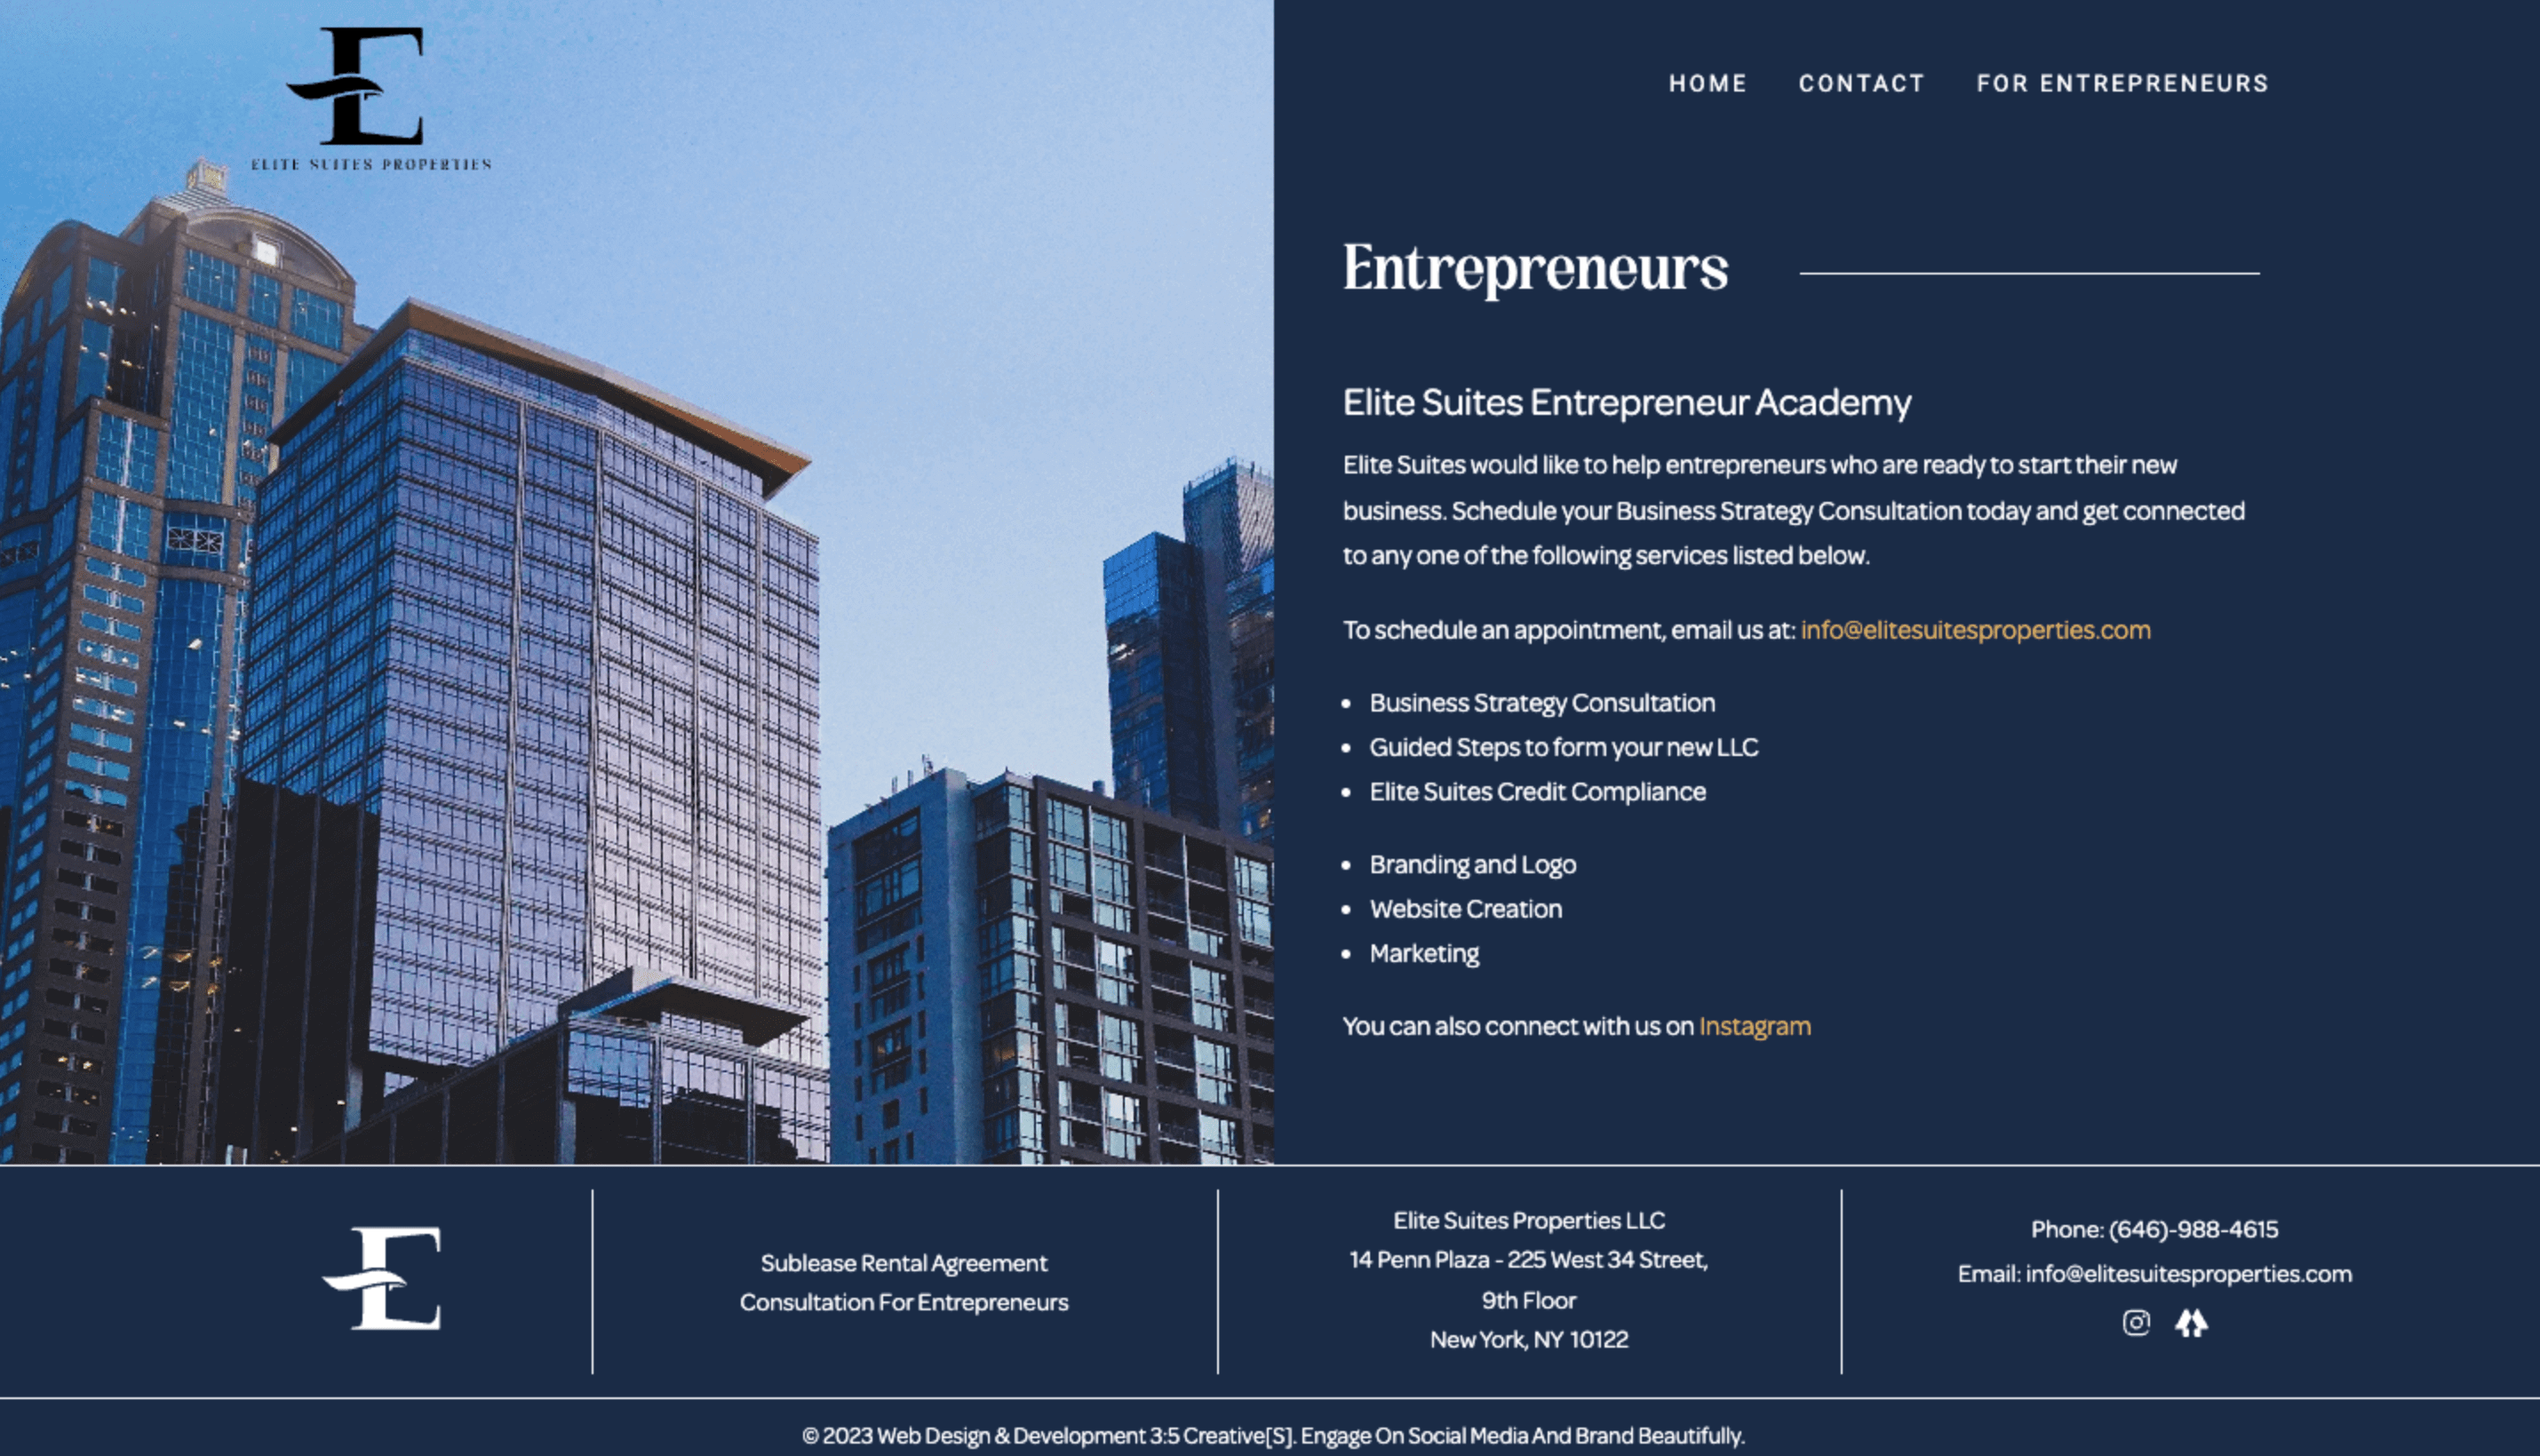 ELITE SUITES PROPERTIES
HOME CONTACT FOR ENTREPRENEURS
Entrepreneurs
Elite Suites Entrepreneur Academy
Elite Suites would like to help entrepreneurs who are ready to start their new
business. Schedule your Business Strategy Consultation today and get connected
to any one of the following services listed below.
To schedule an appointment, email us at: info@elitesuitesproperties.com
• Business Strategy Consultation
• Guided Steps to form your new LLC
• Elite Suites Credit Compliance
• Branding and Logo
• Website Creation
• Marketing
You can also connect with us on Instagram
Sublease Rental Agreement
Consultation For Entrepreneurs
Elite Suites Properties LLC
14 Penn Plaza - 225 West 34 Street,
9th Floor
New York, NY 10122
Phone: (646)-988-4615
Email: info@elitesuitesproperties.com
© 2023 Web Design & Development 3:5 Creative[S]. Engage On Social Media And Brand Beautifully.